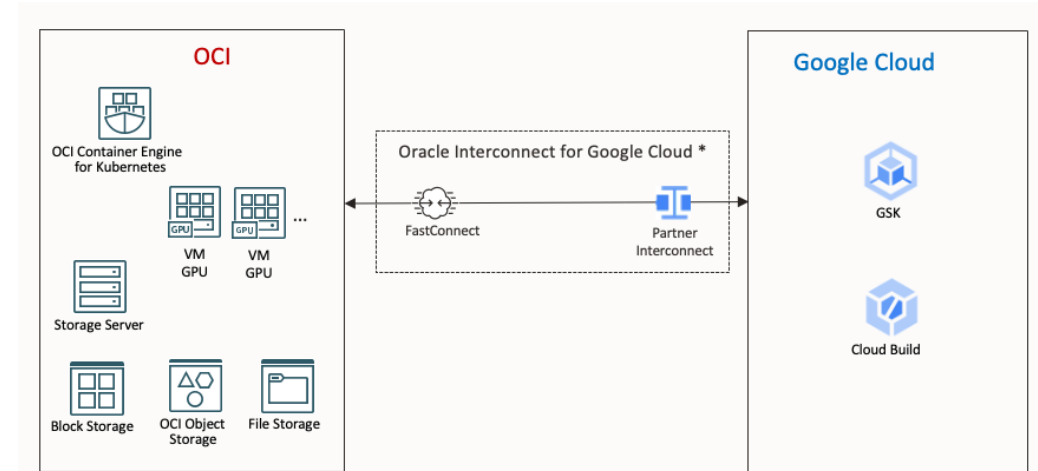 OCI
OCI Container Engine
for Kubernetes
GPU
GPU
...
VM
GPU
VM
GPU
Storage Server
Block Storage
OCI Object
Storage
File Storage
Oracle Interconnect for Google Cloud *
FastConnect
Partner
Interconnect
Google Cloud
GSK
Cloud Build